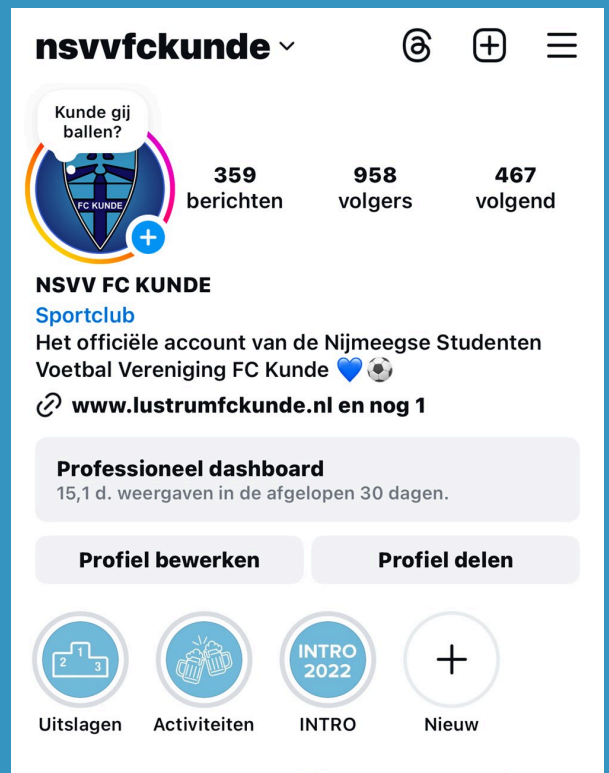 nsvvfckunde
Kunde gij
ballen?
FC KUNDE
359
berichten
958
volgers
467
volgend
NSVV FC KUNDE
Sportclub
Het officiële account van de Nijmeegse Studenten
Voetbal Vereniging FC Kunde 💙 ⚽
www.lustrumfckunde.nl en nog 1
Professioneel dashboard
15,1 d. weergaven in de afgelopen 30 dagen.
Profiel bewerken
Profiel delen
1
2
3
INTRO
2022
Uitslagen
Activiteiten
INTRO
Nieuw